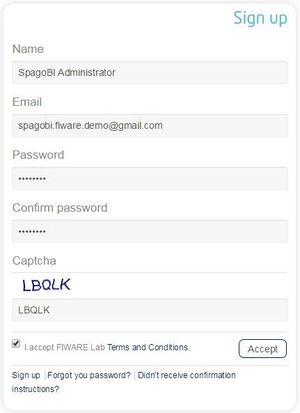 Sign up
Name
SpagoBI Administrator
Email
spagobi.fiware.demo@gmail.com
Password
••••••••
Confirm password
••••••••
Captcha
LBQLK
LBQLK
I accept FIWARE Lab Terms and Conditions.
Accept
Sign up | Forgot you password? | Didn't receive confirmation
instructions?